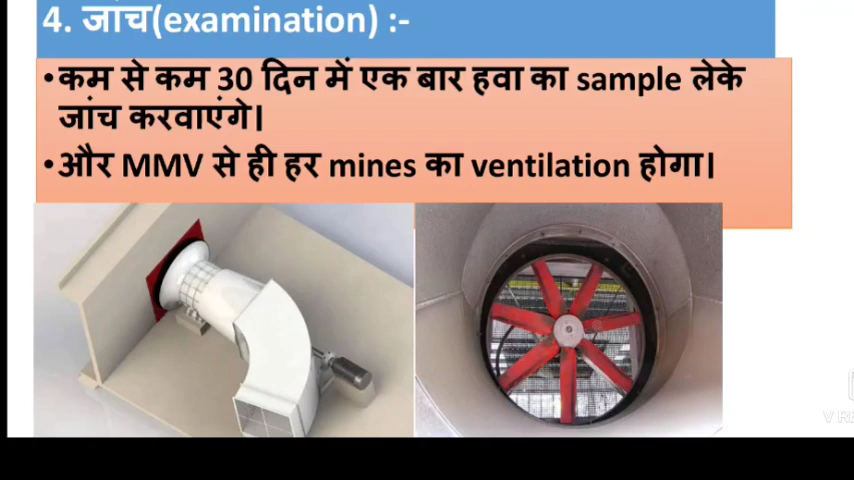 4. जांच(examination) :-
•कम से कम 30 दिन में एक बार हवा का sample लेके
जांच करवाएंगे।
•और MMV से ही हर mines का ventilation होगा।